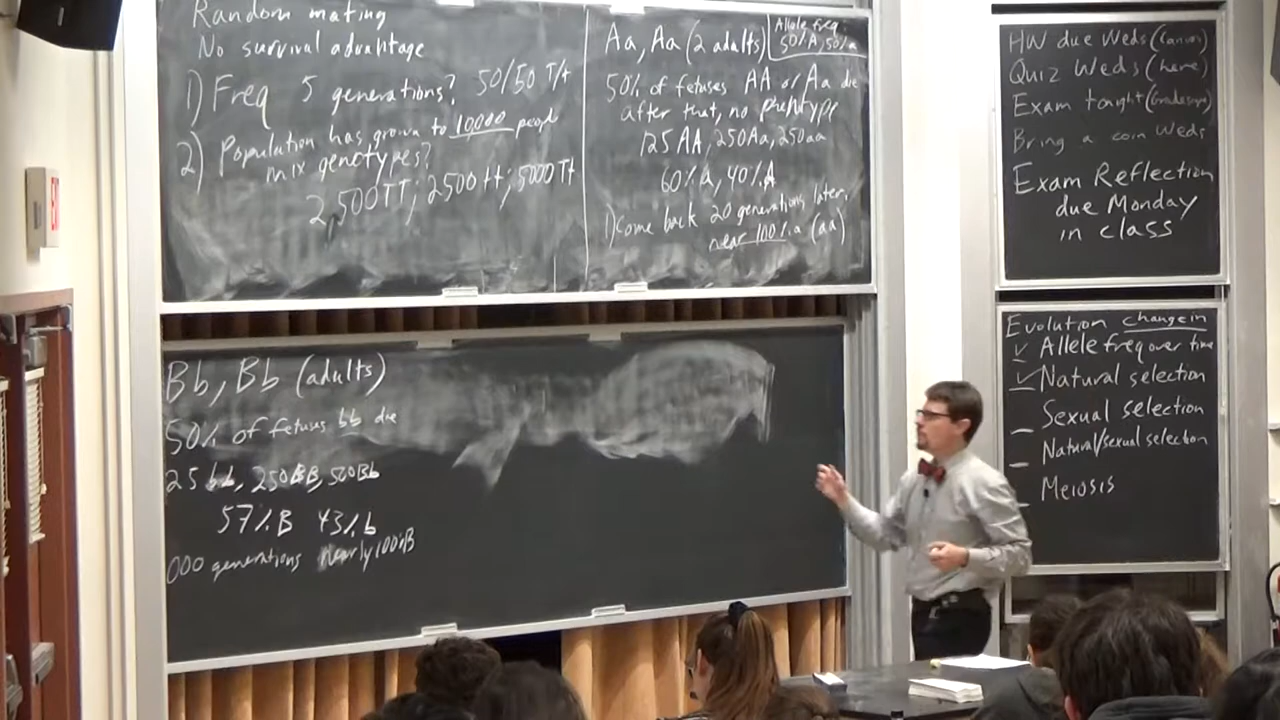 Random mating
No survival advantage
1) Freq 5 generations? 50/50 T/t
2) Population has grown to 10000 people
mix genotypes?
2,500TT; 2500 tt; 5000 Tt
Aa, Aa (2 adults)
Allele freq:
50% A, 50% a
50% of fetuses AA or Aa die
after that, no phenotype
125 AA, 250Aa, 250aa
60% a, 40% A
1) Come back 20 generations later,
near 100% a (aa)
HW due Weds (Canvas)
Quiz Weds (here)
Exam tonight (Gradescope)
Bring a coin Weds
Exam Reflection
due Monday
in class
Bb, Bb (adults)
50% of fetuses bb die
25 bb, 250BB, 500Bb
57% B 43% b
000 generations nearly 100% B
Evolution change in
✓ Allele freq over time
✓ Natural selection
_ Sexual selection
_ Natural/sexual selection
_ Meiosis
EXIT